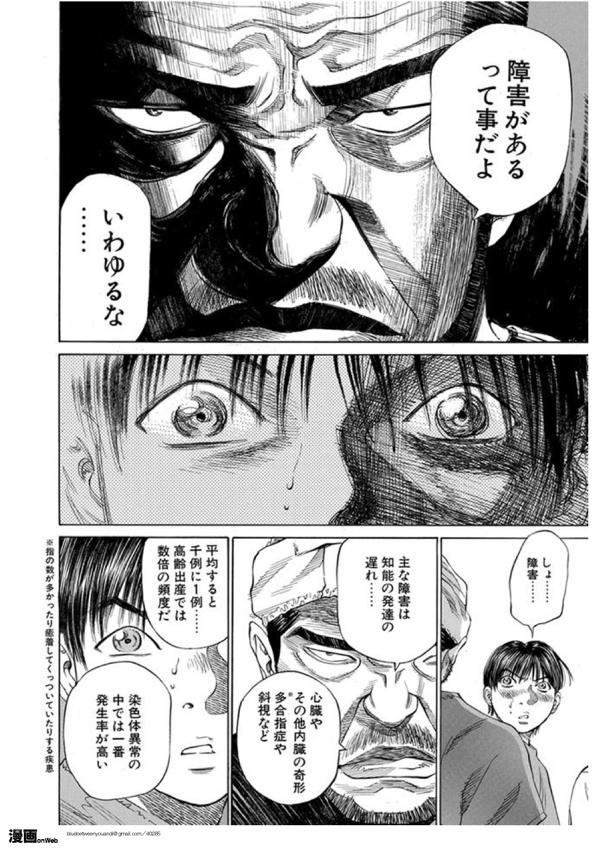 障害がある
って事だよ
いわゆるな
……
しょ……
障害……
主な障害は
知能の発達の
遅れ…
心臓や
その他内臓の奇形
※
多合指症や
斜視など
平均すると
千例に1例……
高齢出産では
数倍の頻度だ
染色体異常の
中では一番
発生率が高い
※指の数が多かったり癒着してくっついていたりする疾患
漫画 on Web
bluebetweenyouandi@gmail.com/40285